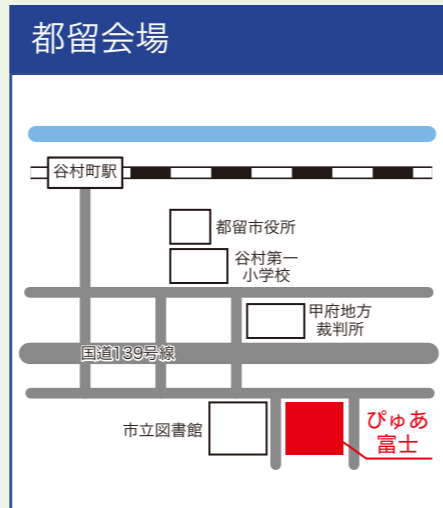 都留会場
谷村町駅
都留市役所
谷村第一
小学校
甲府地方
裁判所
国道139号線
市立図書館
ぴゅあ
富士